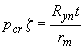 p_cr ζ = R_yn t / r_m